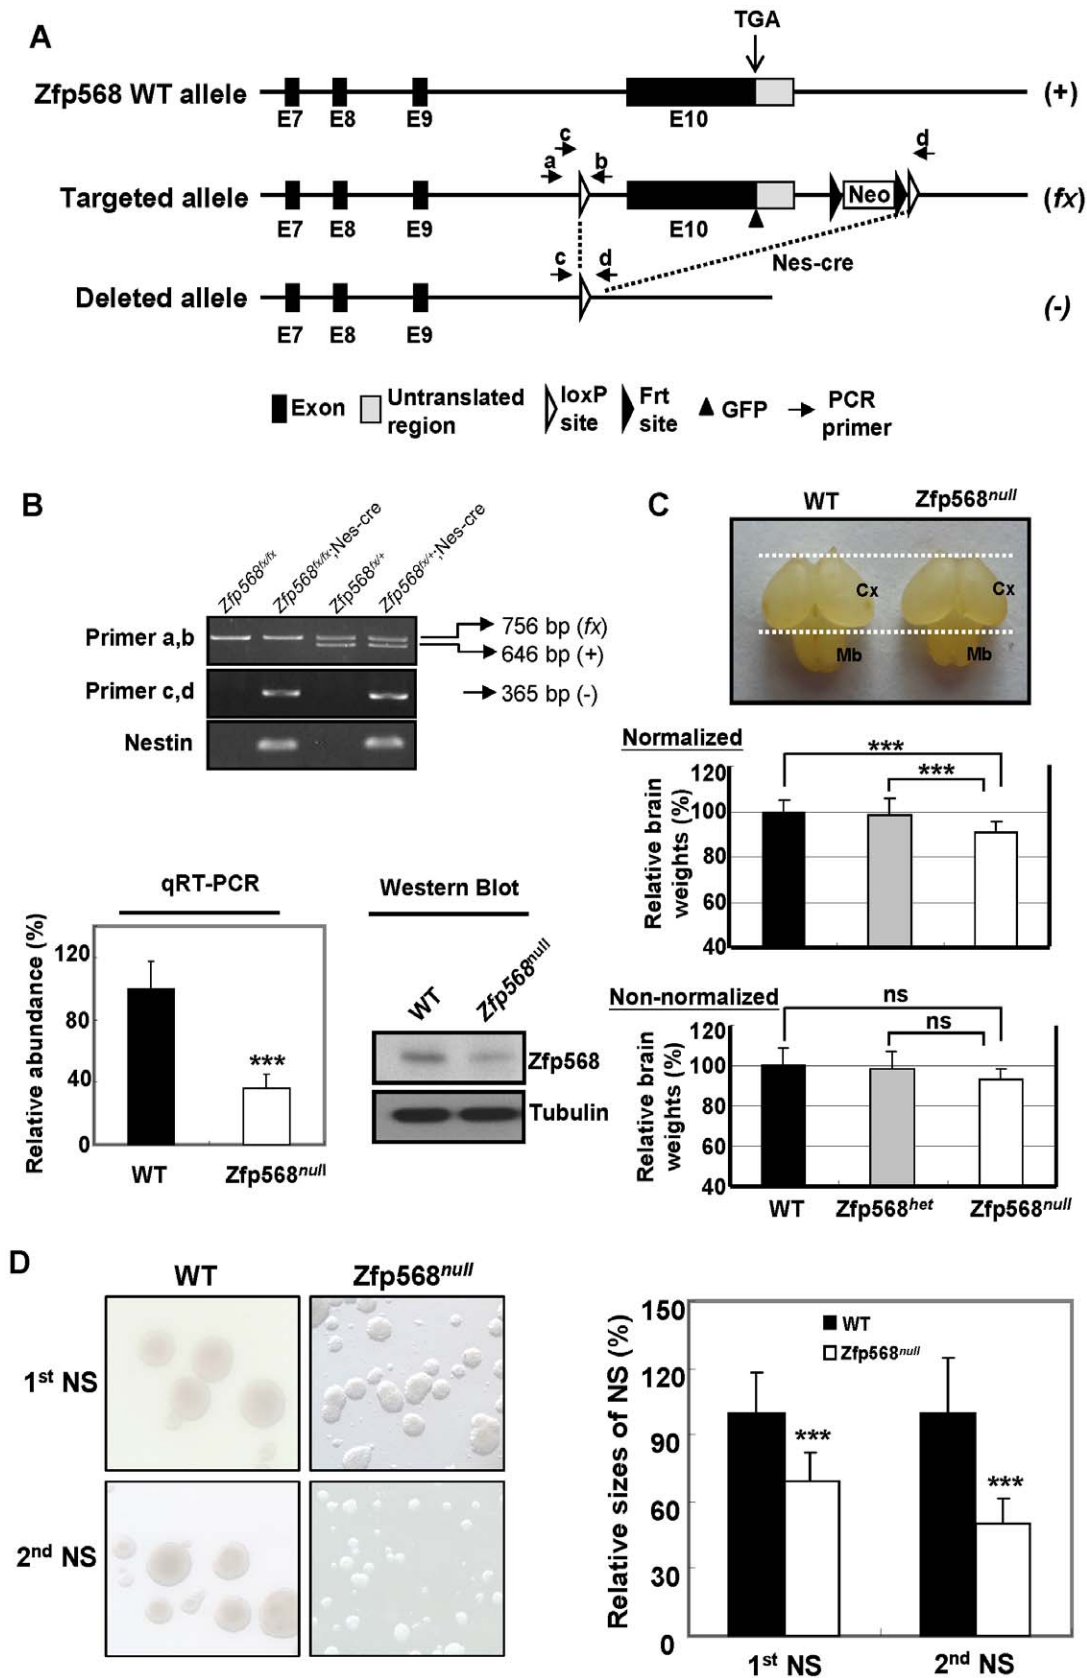 A
TGA
Zfp568 WT allele (+)
E7 E8 E9 E10
c d
a b
Targeted allele Neo (fx)
E7 E8 E9 E10
c d Nes-cre
Deleted allele (-)
E7 E8 E9
Exon Untranslated region loxP site Frt site GFP PCR primer
B
Zfp568fx/fx Zfp568fx/fx;Nes-cre Zfp568fx/+ Zfp568fx/+;Nes-cre
Primer a,b 756 bp (fx)
646 bp (+)
Primer c,d 365 bp (-)
Nestin
qRT-PCR
Relative abundance (%)
120
80
40
0
***
WT Zfp568null
Western Blot
WT Zfp568null
Zfp568
Tubulin
C
WT Zfp568null
Cx Cx
Mb Mb
Normalized
***
***
Relative brain
weights (%)
120
100
80
60
40
Non-normalized
ns
ns
Relative brain
weights (%)
120
100
80
60
40
WT Zfp568het Zfp568null
D
WT Zfp568null
1st NS
2nd NS
Relative sizes of NS (%)
150
120
90
60
30
0
WT
Zfp568null
***
***
1st NS 2nd NS